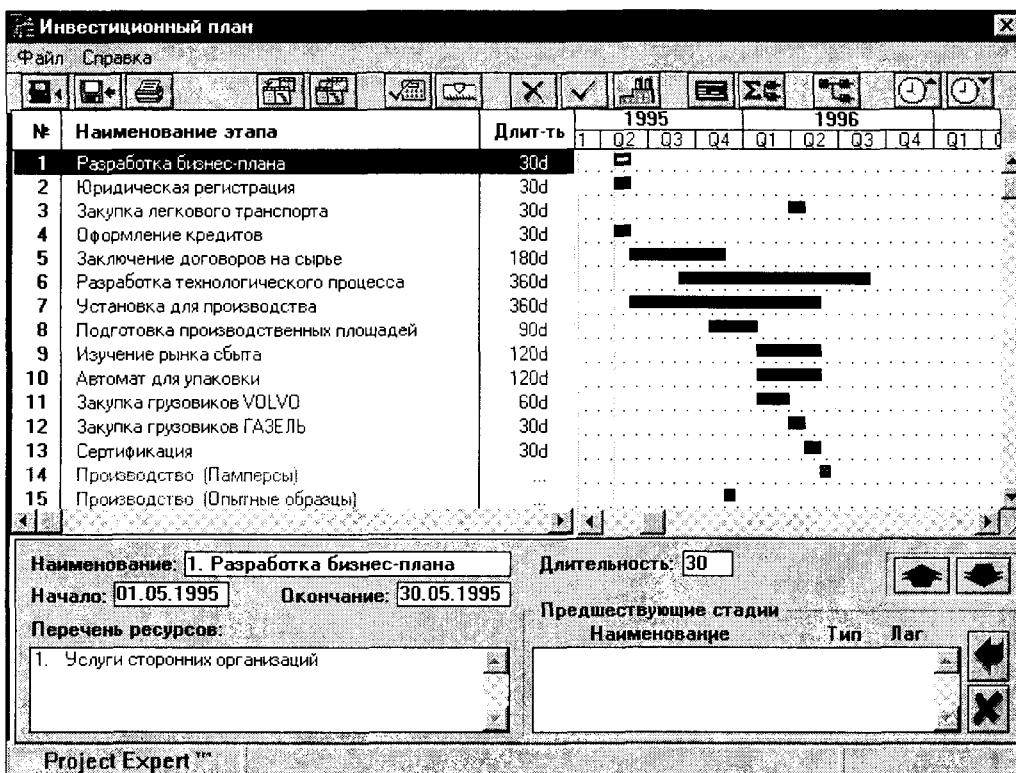 Инвестиционный план
Файл Справка
№ Наименование этапа Длит-ть 1995 1996
1 Q2 Q3 Q4 Q1 Q2 Q3 Q4 Q1
1 Разработка бизнес-плана 30d
2 Юридическая регистрация 30d
3 Закупка легкового транспорта 30d
4 Оформление кредитов 30d
5 Заключение договоров на сырье 180d
6 Разработка технологического процесса 360d
7 Установка для производства 360d
8 Подготовка производственных площадей 90d
9 Изучение рынка сбыта 120d
10 Автомат для упаковки 120d
11 Закупка грузовиков VOLVO 60d
12 Закупка грузовиков ГАЗЕЛЬ 30d
13 Сертификация 30d
14 Производство (Памперсы) ...
15 Производство (Опытные образцы) ...
Наименование: 1. Разработка бизнес-плана Длительность: 30
Начало: 01.05.1995 Окончание: 30.05.1995
Предшествующие стадии
Перечень ресурсов: Наименование Тип Лаг
1. Услуги сторонних организаций
Project Expert™